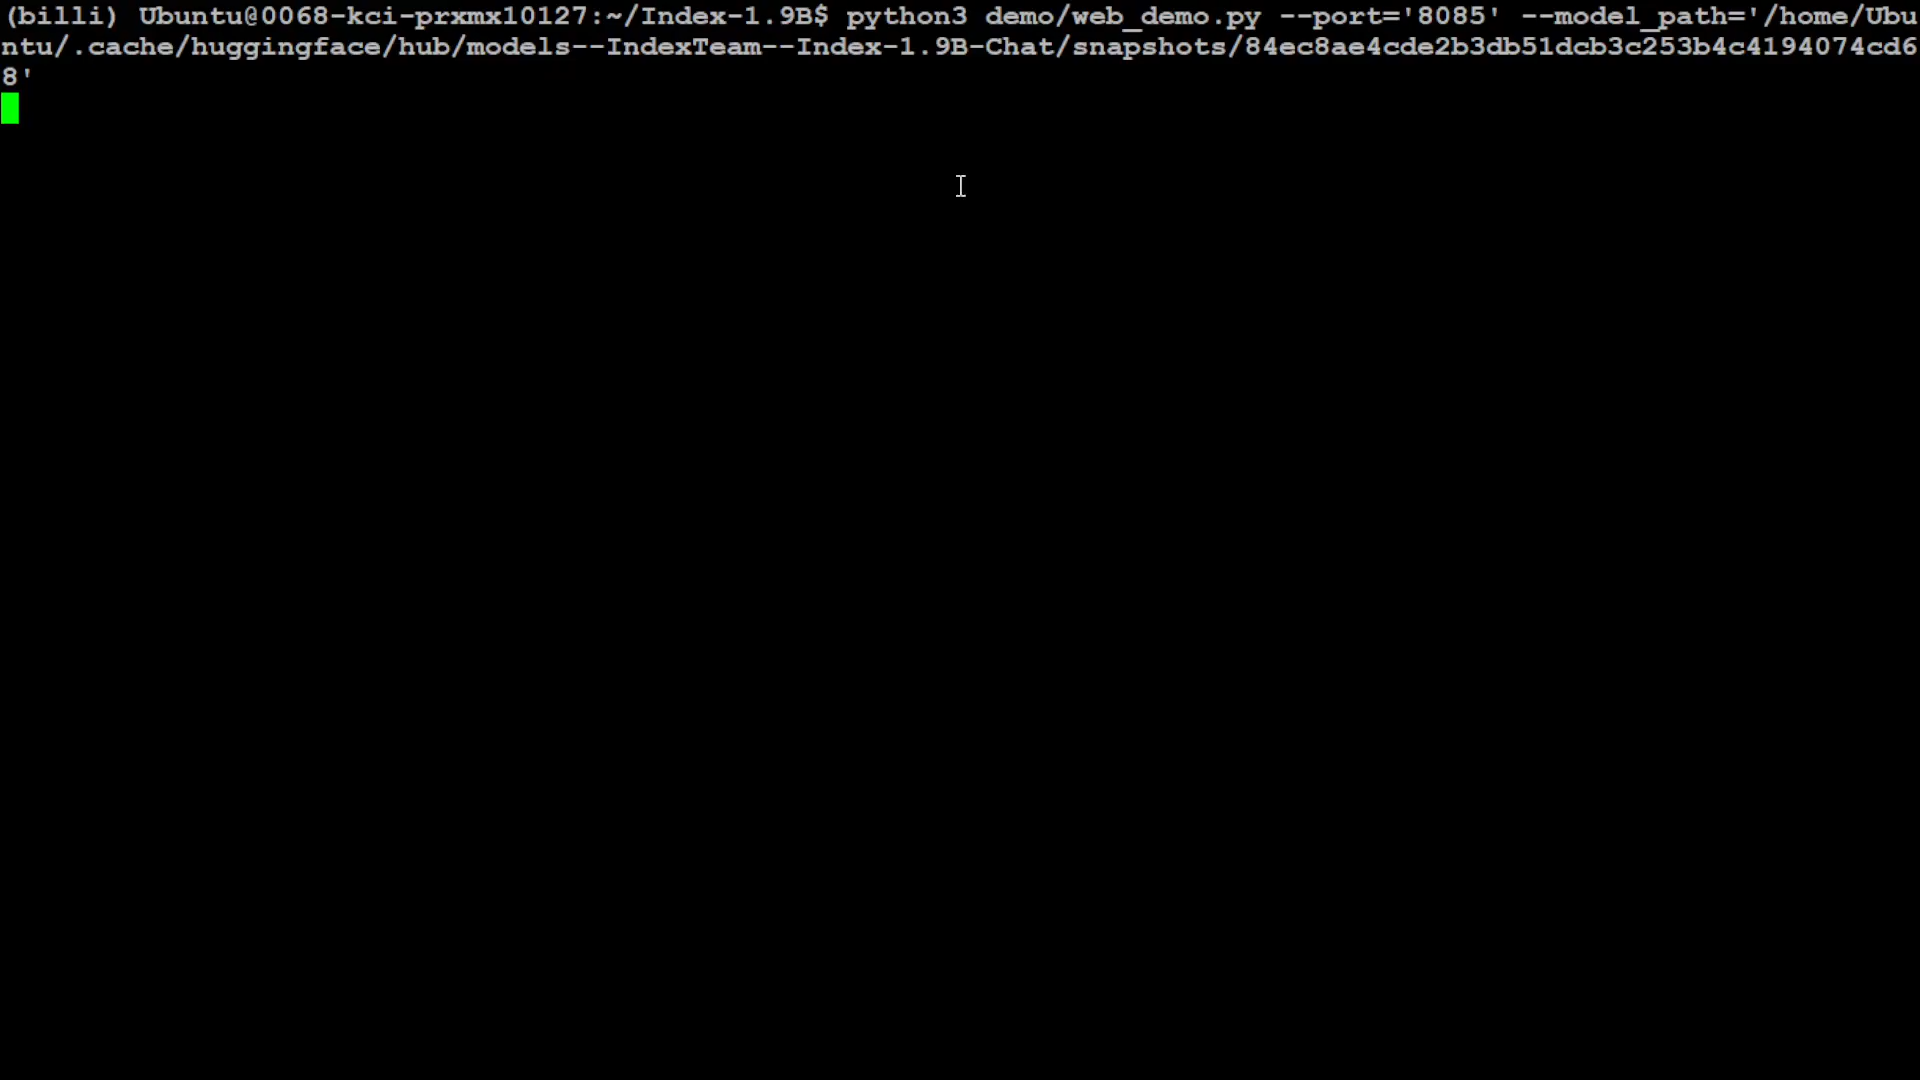 (billi) Ubuntu@0068-kci-prxmx10127:~/Index-1.9B$ python3 demo/web_demo.py --port='8085' --model_path='/home/Ubu
ntu/.cache/huggingface/hub/models--IndexTeam--Index-1.9B-Chat/snapshots/84ec8ae4cde2b3db51dcb3c253b4c4194074cd6
8'